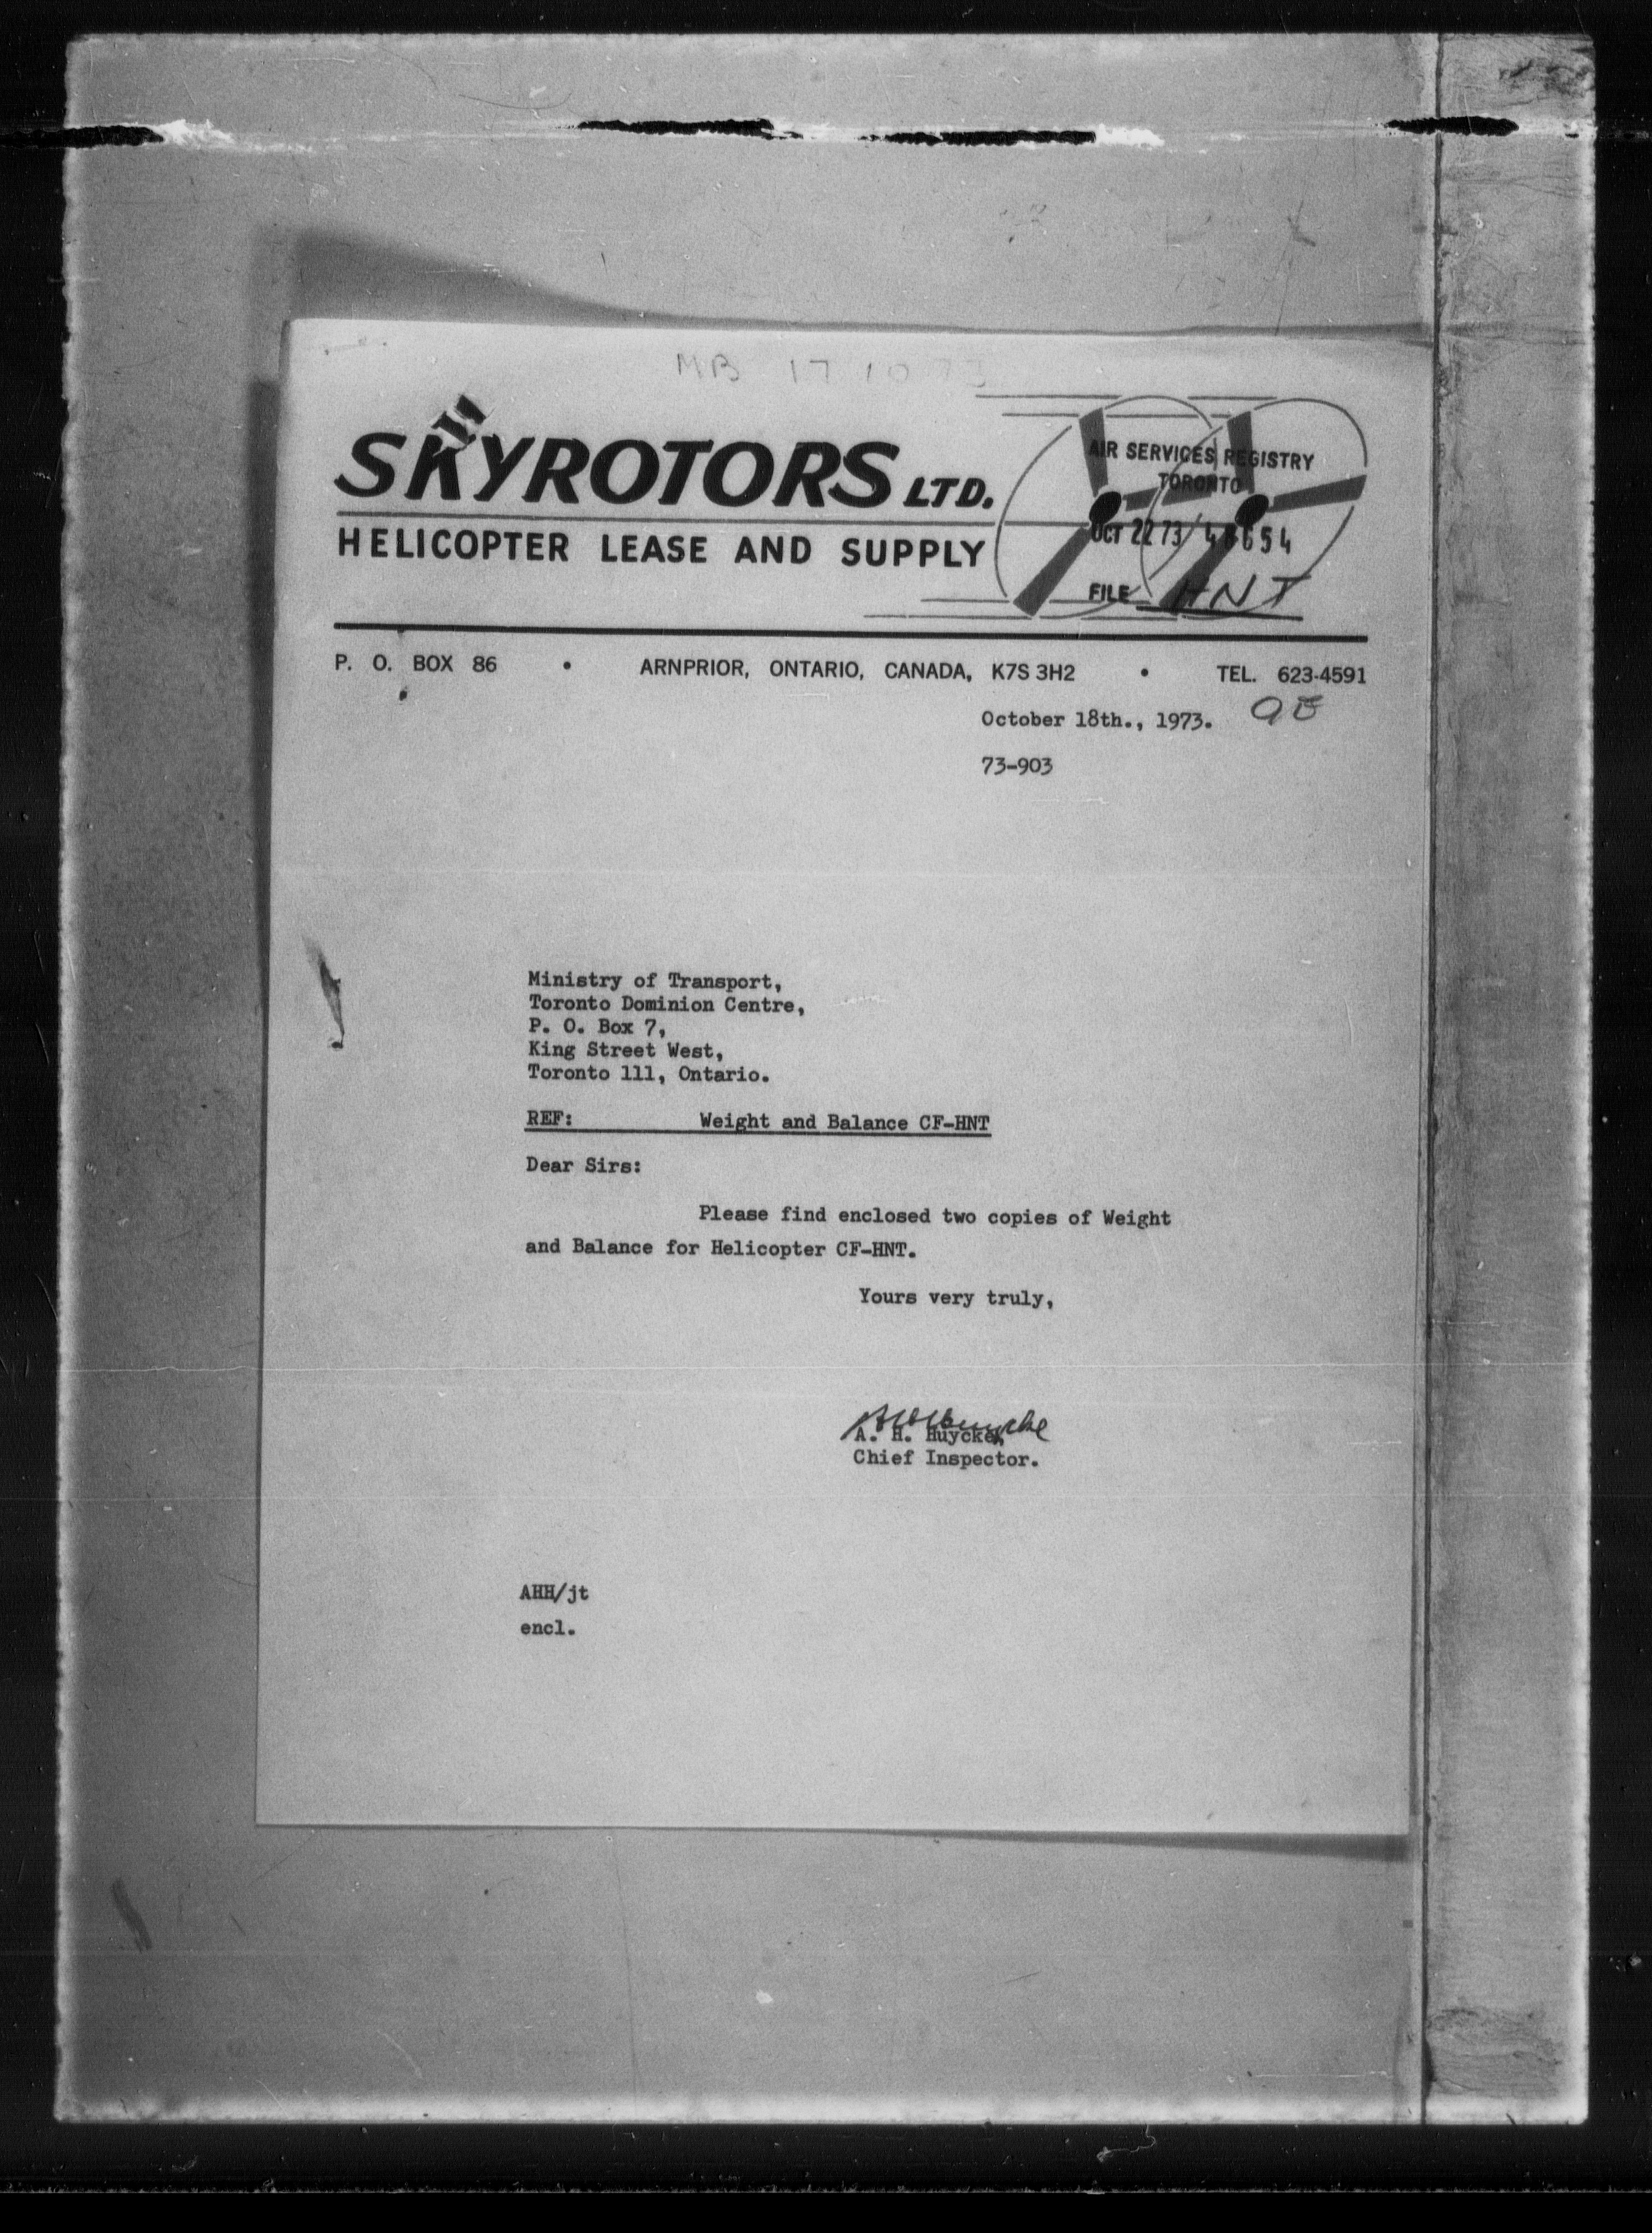 MB 17 10 73
SKYROTORS LTD.
HELICOPTER LEASE AND SUPPLY
AIR SERVICES REGISTRY
TORONTO
OCT 22 73
FILE HNT
P. O. BOX 86 • ARNPRIOR, ONTARIO, CANADA, K7S 3H2 • TEL. 623-4591
October 18th., 1973.
73-903
Ministry of Transport,
Toronto Dominion Centre,
P. O. Box 7,
King Street West,
Toronto 111, Ontario.
REF: Weight and Balance CF-HNT
Dear Sirs:
Please find enclosed two copies of Weight
and Balance for Helicopter CF-HNT.
Yours very truly,
A. H. Huycke,
Chief Inspector.
AHH/jt
encl.